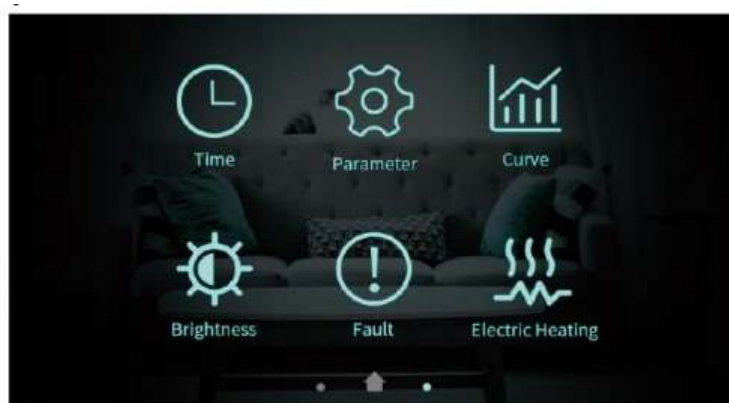 Time
Parameter
Curve
Brightness
Fault
Electric Heating